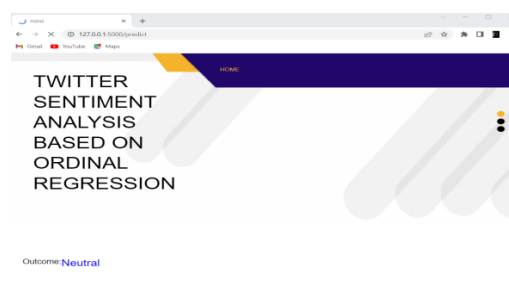 mind
127.0.0.1:5000/predict
Gmail YouTube Maps
HOME
TWITTER
SENTIMENT
ANALYSIS
BASED ON
ORDINAL
REGRESSION
Outcome:Neutral